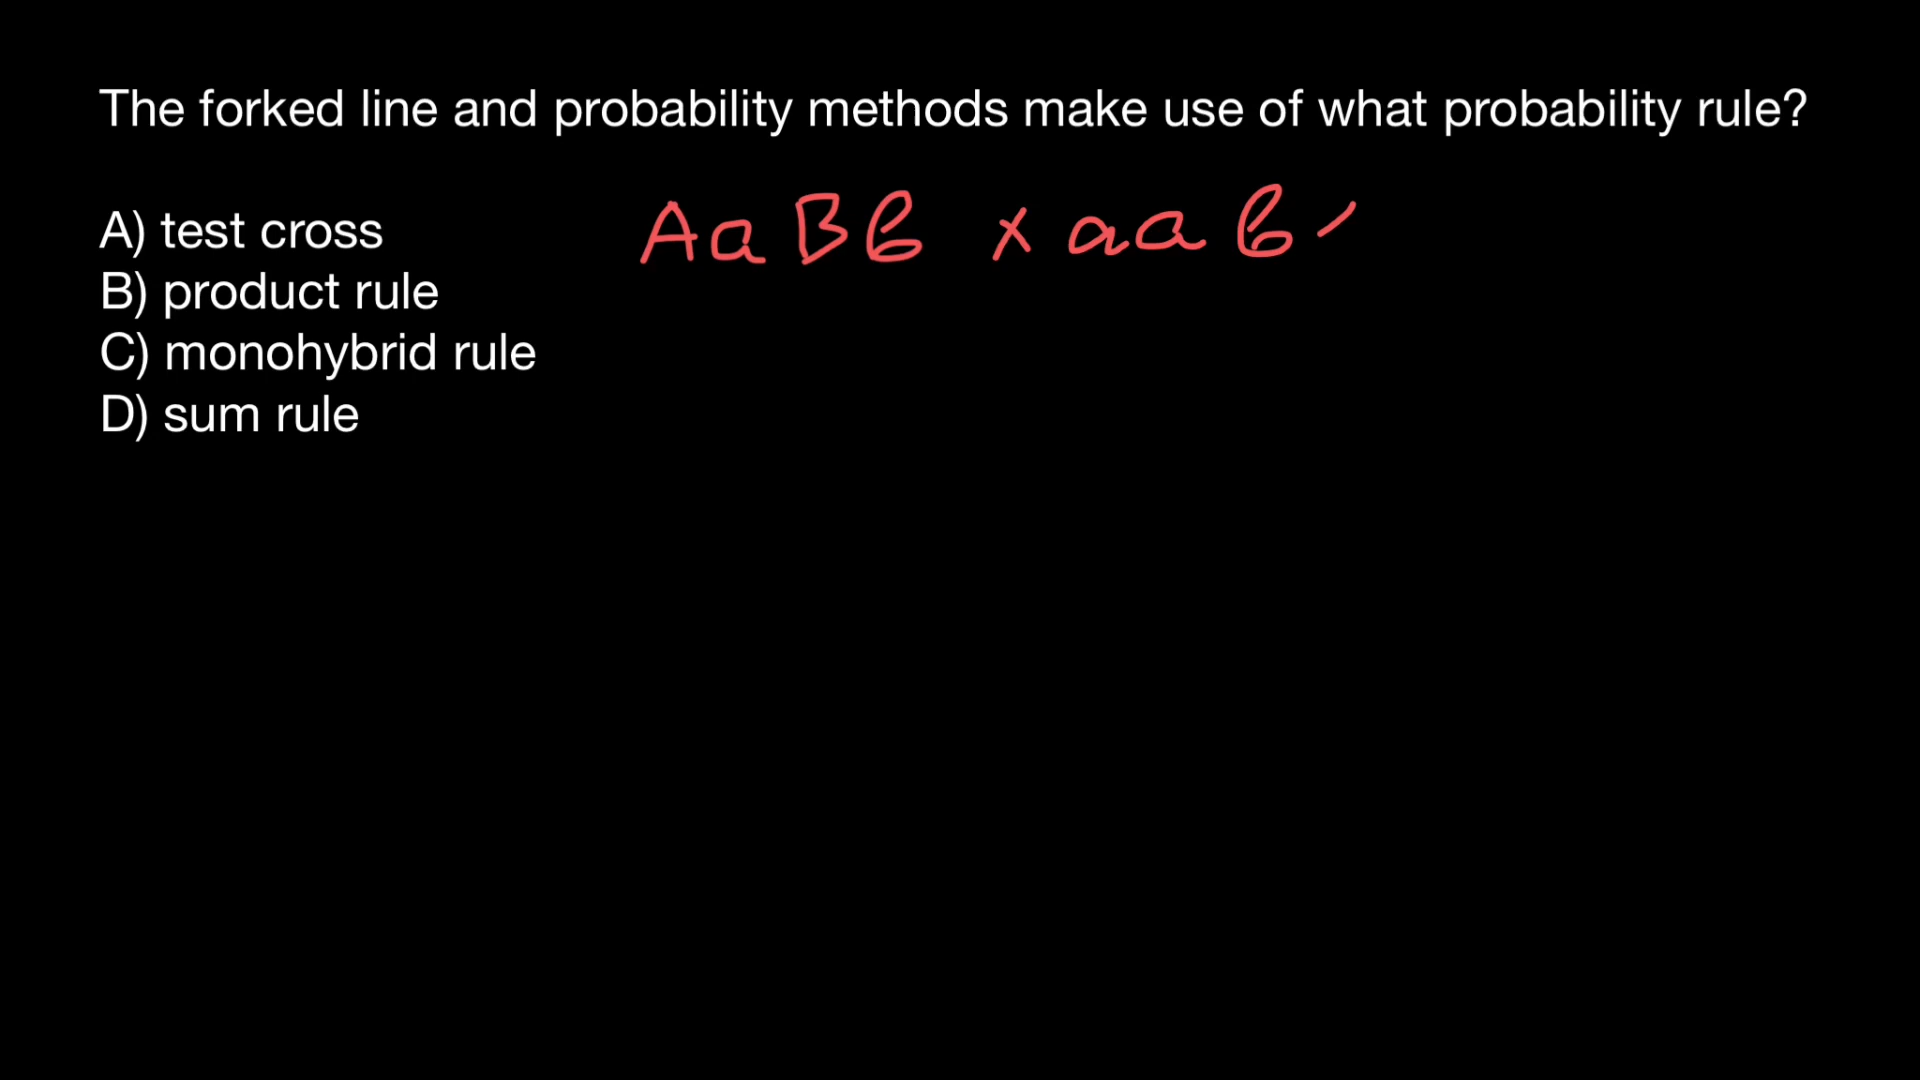 The forked line and probability methods make use of what probability rule?
A) test cross
AaBb x aab
B) product rule
C) monohybrid rule
D) sum rule